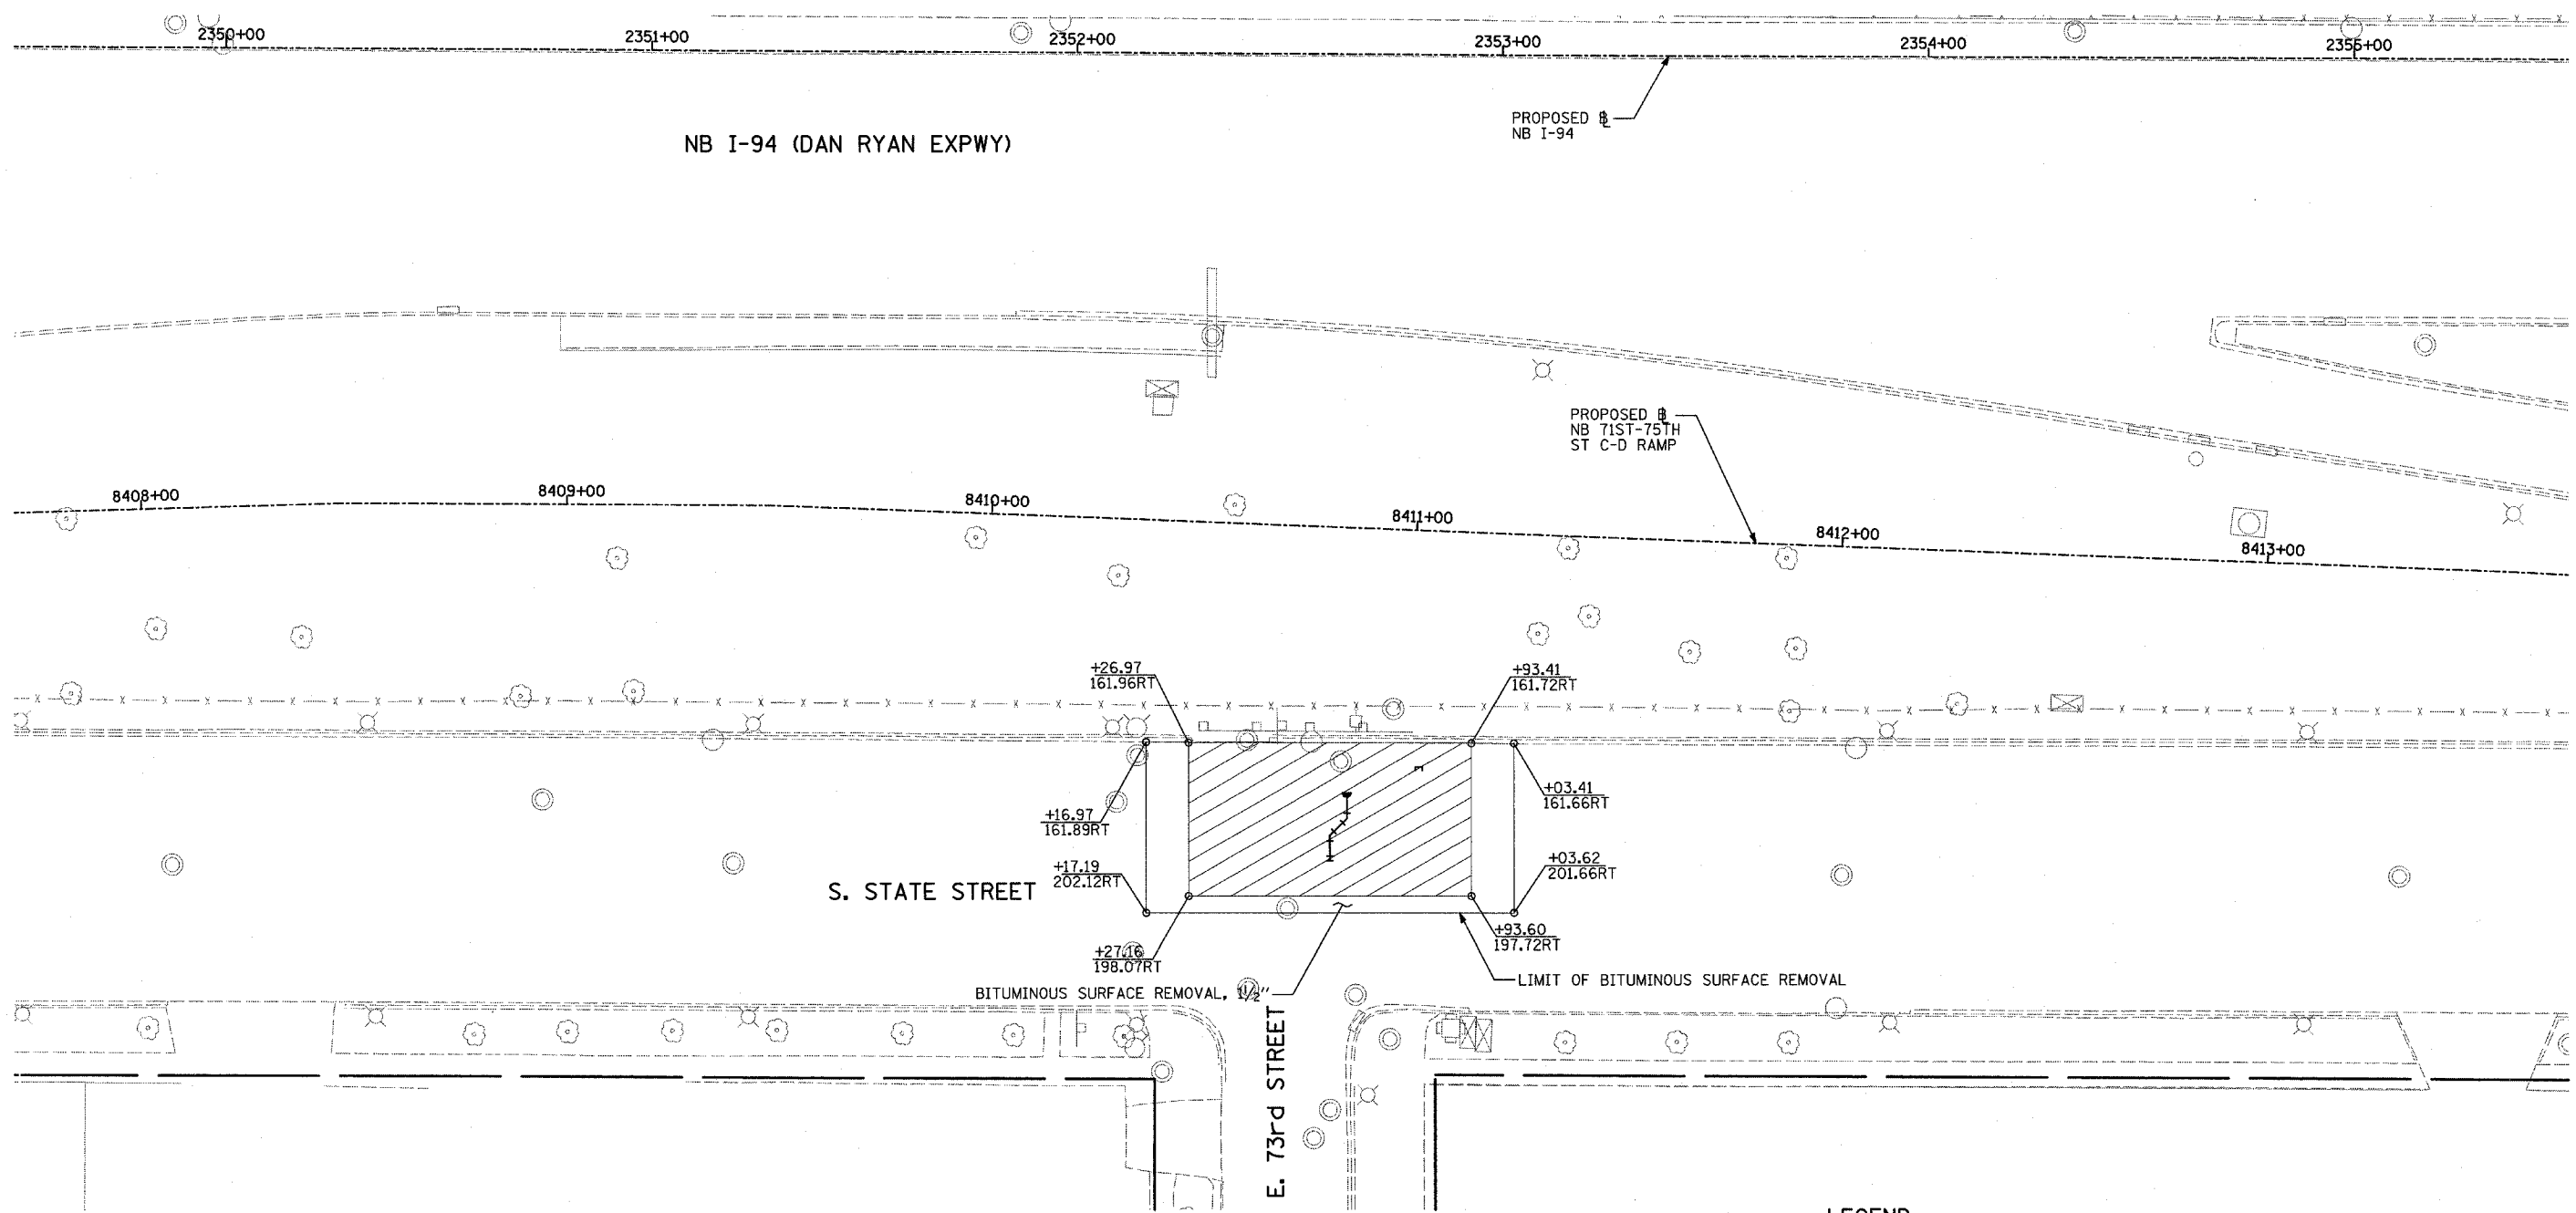 2350+00
2351+00
2352+00
2353+00
2354+00
2355+00
PROPOSED
NB I-94
NB I-94 (DAN RYAN EXPWY)
PROPOSED
NB 71ST-75TH
ST C-D RAMP
8408+00
8409+00
8410+00
8411+00
8412+00
8413+00
+26.97
161.96RT
+93.41
161.72RT
+16.97
161.89RT
+03.41
161.66RT
+17.19
202.12RT
+03.62
201.66RT
S. STATE STREET
+27.16
198.07RT
+93.60
197.72RT
BITUMINOUS SURFACE REMOVAL, 1½"
LIMIT OF BITUMINOUS SURFACE REMOVAL
E. 73rd STREET
LEGEND